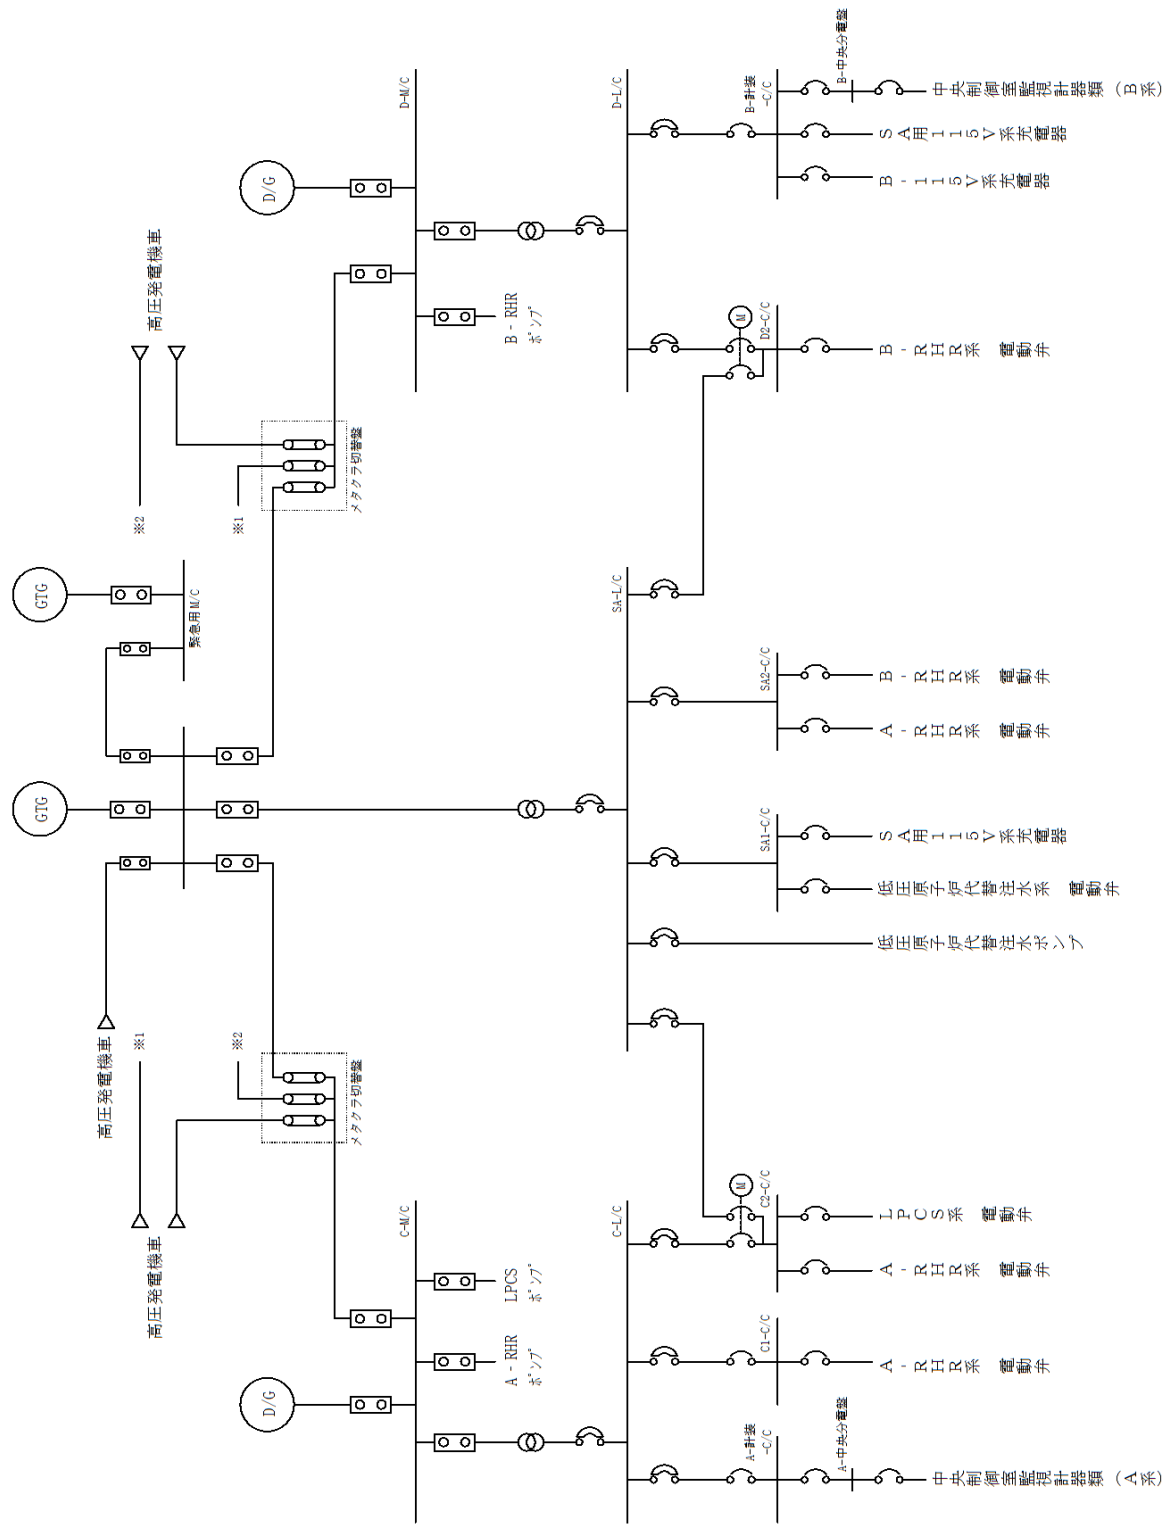 GTG
GTG
高圧発電機車
※1
※2
高圧発電機車
高圧発電機車
緊急用M/C
※2
※1
D/G
D/G
メタクラ切替盤
メタクラ切替盤
C-M/C
D-M/C
A-RHR
ポンプ
LPCS
ポンプ
B-RHR
ポンプ
C-L/C
SA-L/C
D-L/C
M
M
A-計装
-C/C
C1-C/C
C2-C/C
SA1-C/C
SA2-C/C
D2-C/C
B-計装
-C/C
A-中央分電盤
B-中央分電盤
中央制御室監視計器類(A系)
A-RHR系 電動弁
A-RHR系 電動弁
LPCS系 電動弁
低圧原子炉代替注水ポンプ
低圧原子炉代替注水系 電動弁
SA用115V系充電器
A-RHR系 電動弁
B-RHR系 電動弁
B-RHR系 電動弁
B-115V系充電器
SA用115V系充電器
中央制御室監視計器類(B系)